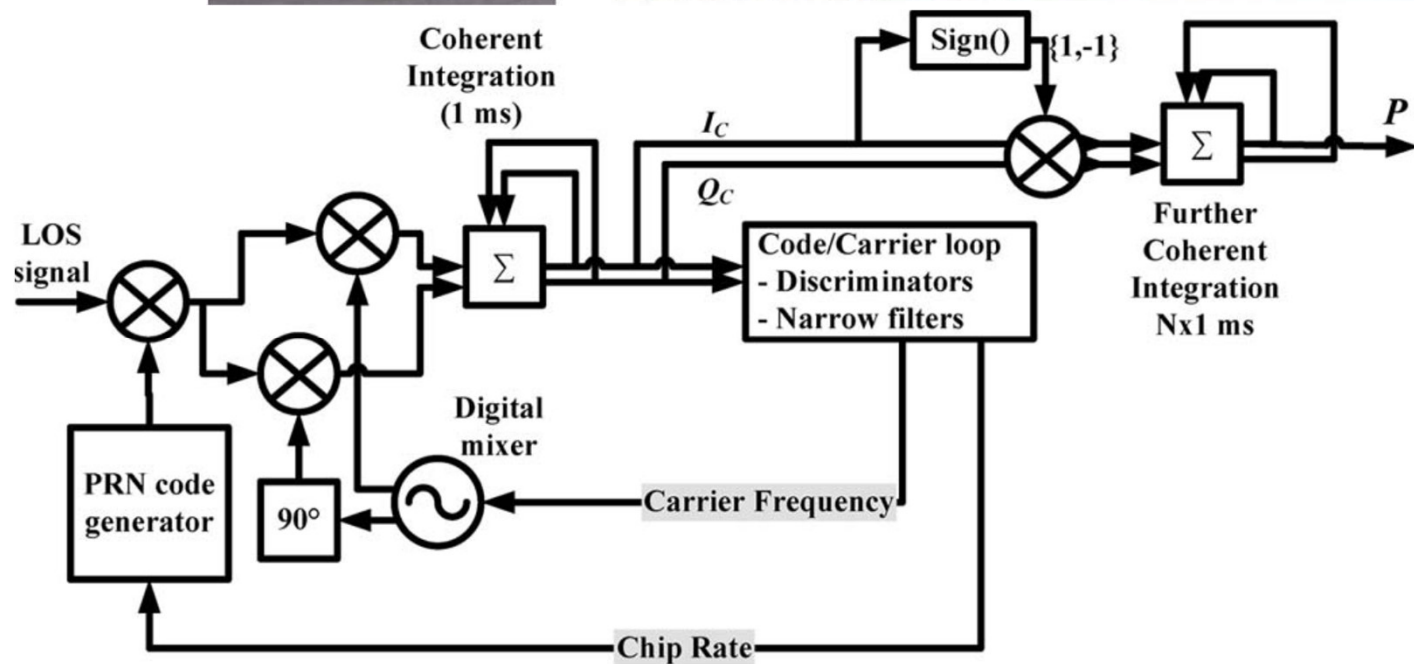 Coherent
Integration
(1 ms)
Sign()
{1,-1}
I_C
P
Σ
Q_C
LOS
signal
Σ
Code/Carrier loop
- Discriminators
- Narrow filters
Further
Coherent
Integration
Nx1 ms
Digital
mixer
PRN code
generator
90°
Carrier Frequency
Chip Rate